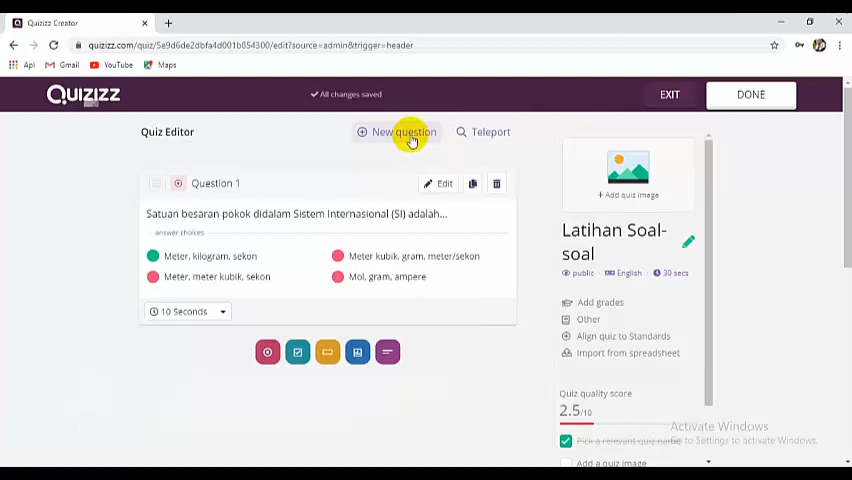 Quizizz Creator
quizizz.com/quiz/5e9d6de2dbfa4d001b854300/edit?source=admin&trigger=header
Apl Gmail YouTube Maps
QUIZIZZ
All changes saved
EXIT
DONE
Quiz Editor
New question
Teleport
Question 1
Edit
Satuan besaran pokok didalam Sistem Internasional (SI) adalah...
answer choices
Meter, kilogram, sekon
Meter kubik, gram, meter/sekon
Meter, meter kubik, sekon
Mol, gram, ampere
10 Seconds
+ Add quiz image
Latihan Soal-
soal
public English 30 secs
Add grades
Other
Align quiz to Standards
Import from spreadsheet
Quiz quality score
2.5/10
Activate Windows
Pick a relevant quiz name
Go to Settings to activate Windows.
Add a quiz image